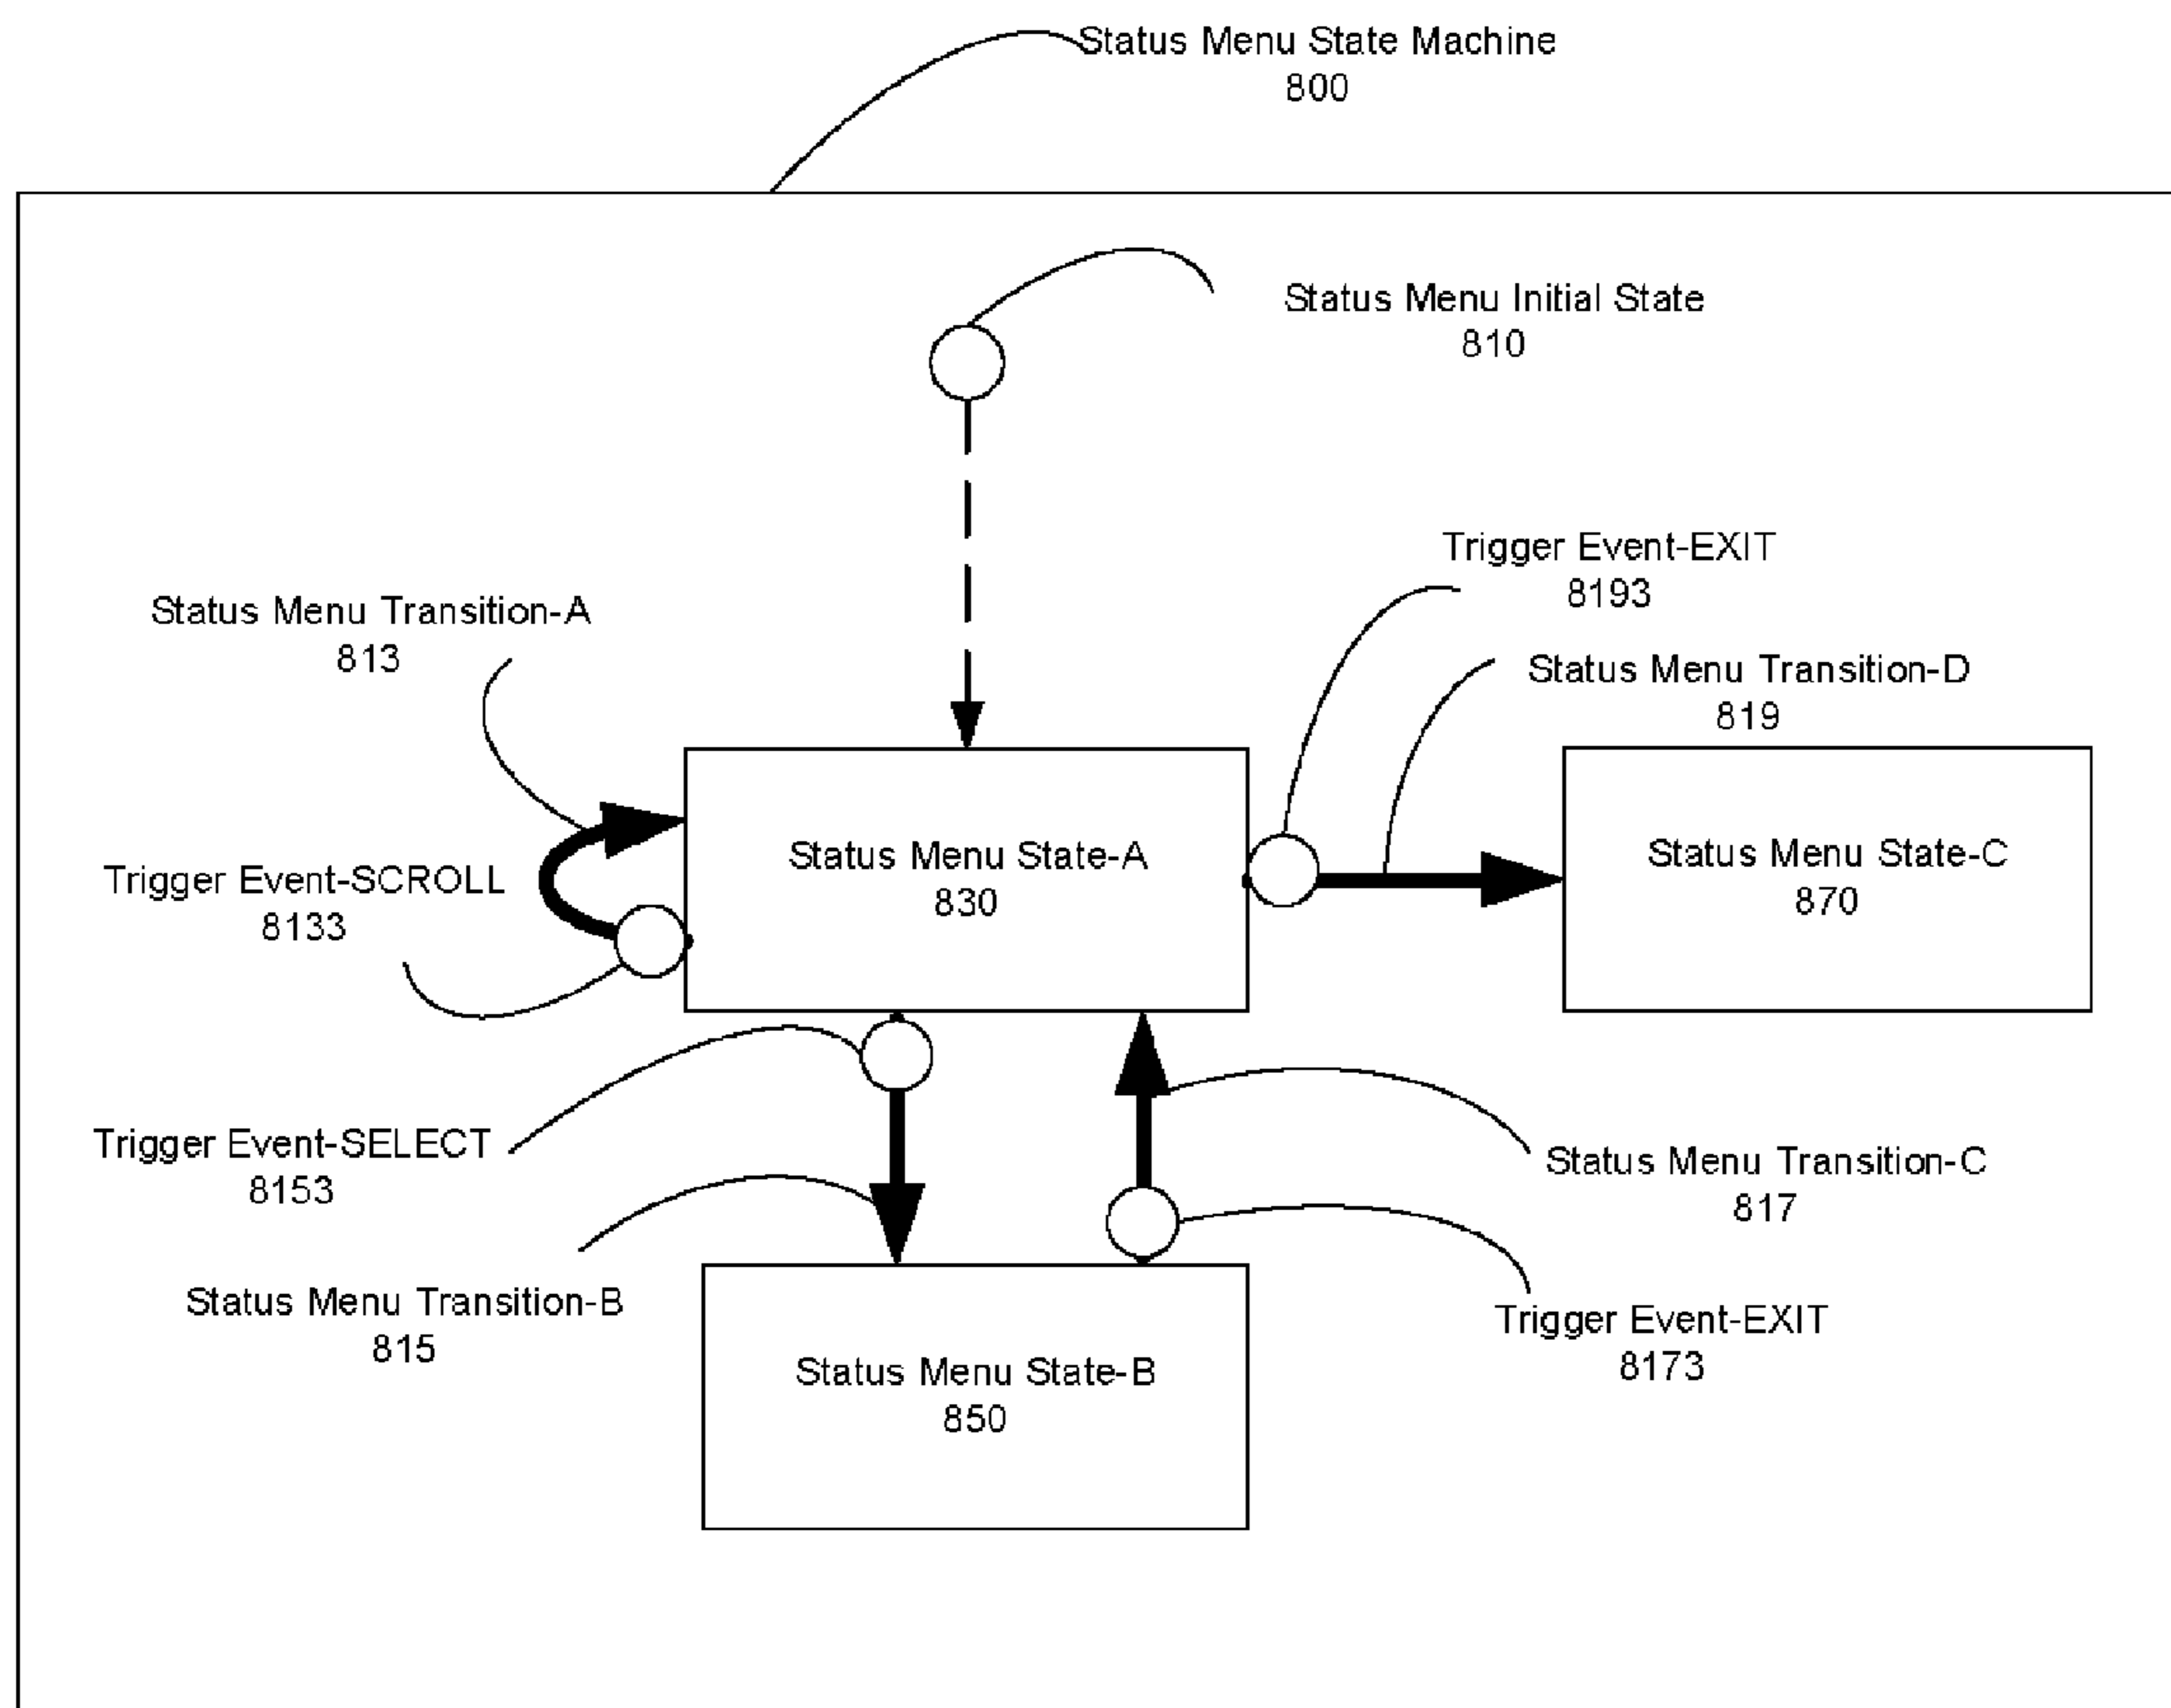 Status Menu State Machine
800
Status Menu Initial State
810
Trigger Event-EXIT
8193
Status Menu Transition-A
813
Status Menu Transition-D
819
Status Menu State-A
830
Status Menu State-C
870
Trigger Event-SCROLL
8133
Trigger Event-SELECT
8153
Status Menu Transition-C
817
Status Menu Transition-B
815
Trigger Event-EXIT
8173
Status Menu State-B
850